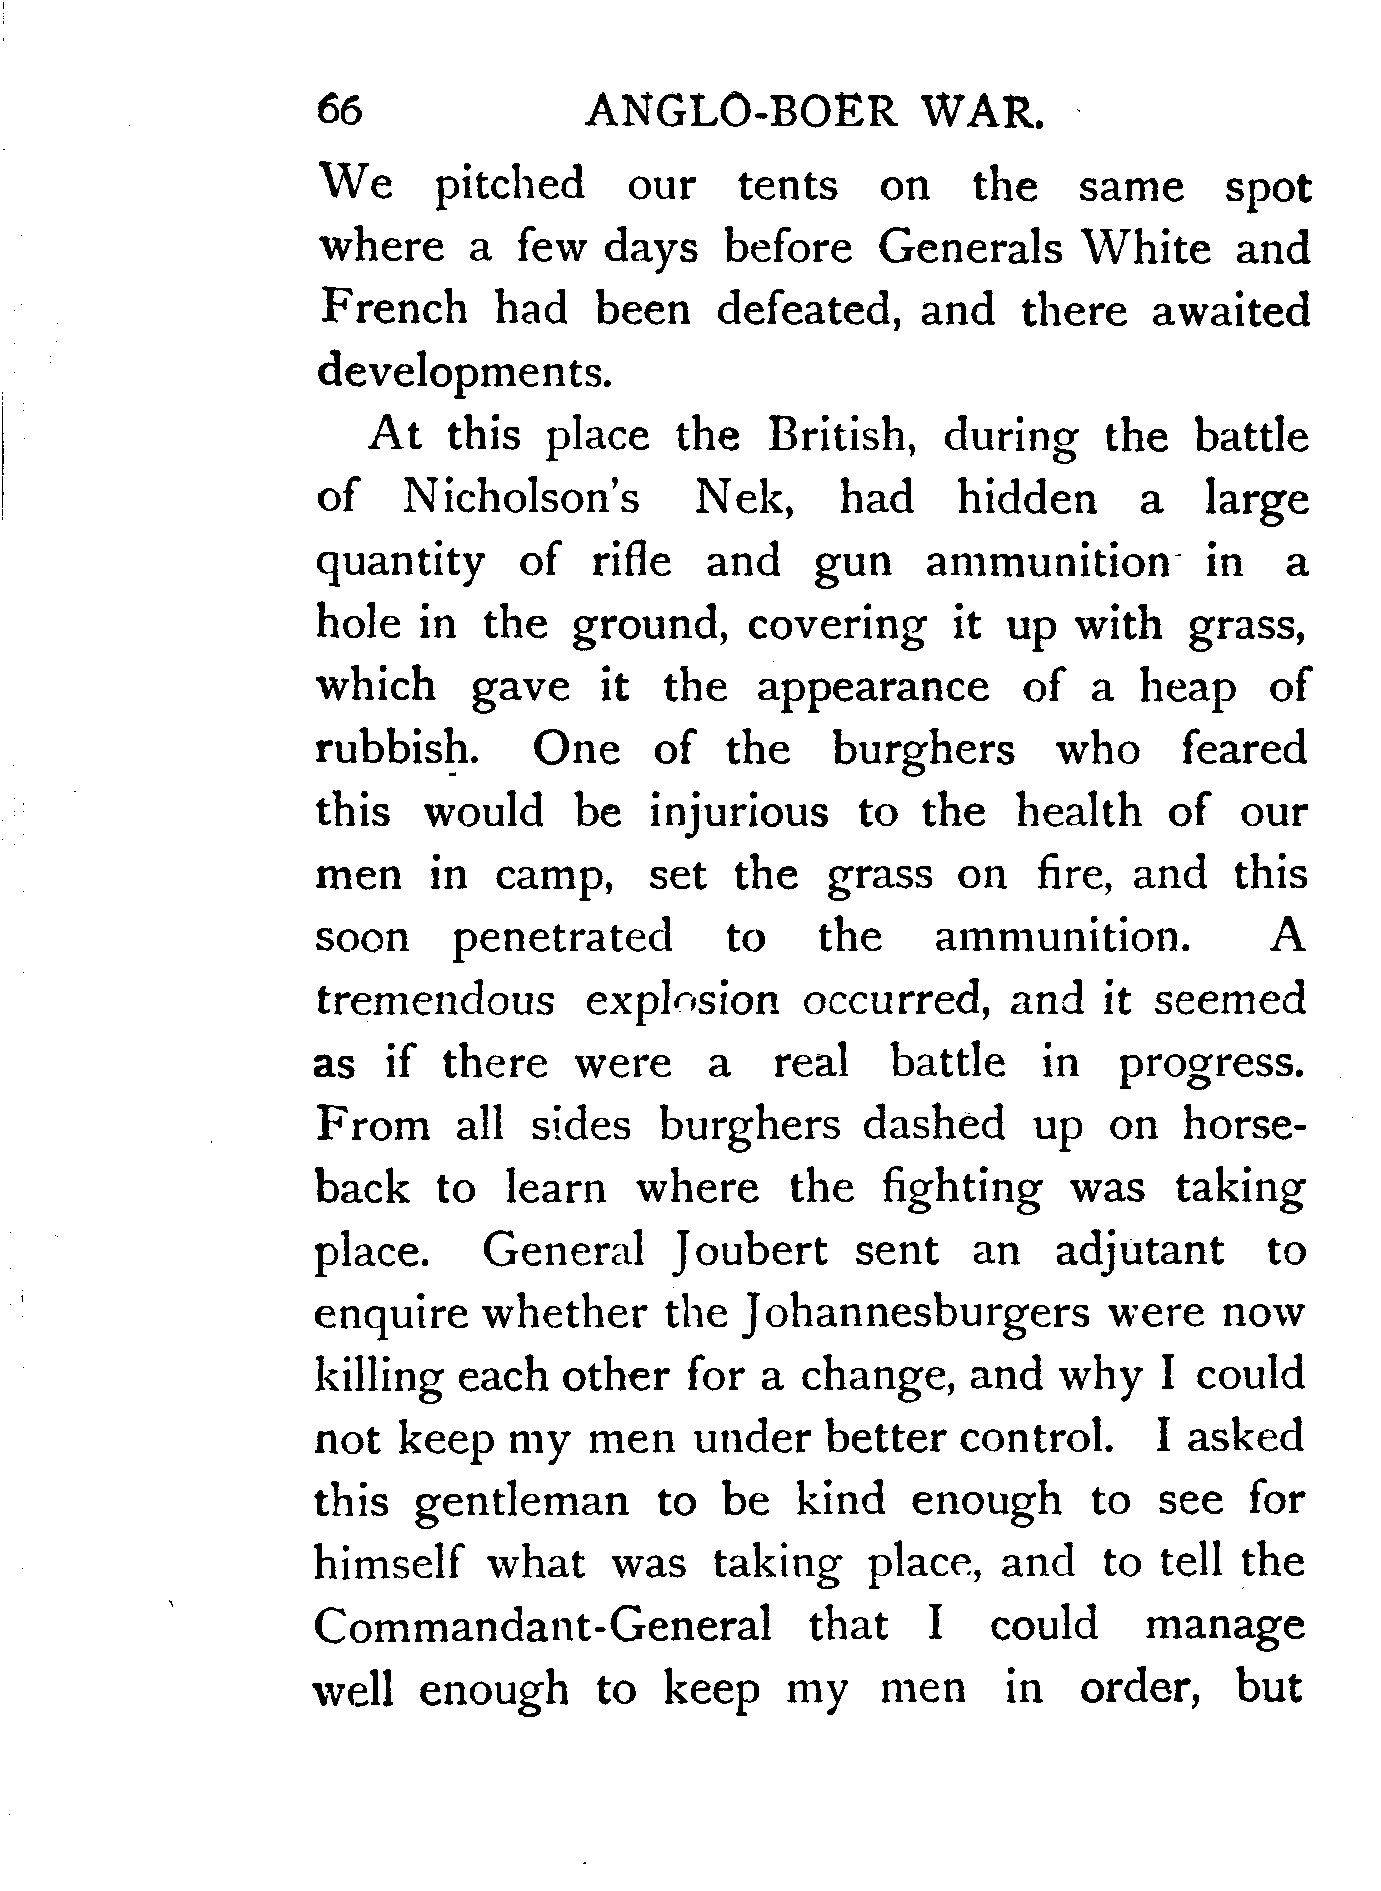 66 ANGLO-BOER WAR.
We pitched our tents on the same spot
where a few days before Generals White and
French had been defeated, and there awaited
developments.
At this place the British, during the battle
of Nicholson's Nek, had hidden a large
quantity of rifle and gun ammunition in a
hole in the ground, covering it up with grass,
which gave it the appearance of a heap of
rubbish. One of the burghers who feared
this would be injurious to the health of our
men in camp, set the grass on fire, and this
soon penetrated to the ammunition. A
tremendous explosion occurred, and it seemed
as if there were a real battle in progress.
From all sides burghers dashed up on horse-
back to learn where the fighting was taking
place. General Joubert sent an adjutant to
enquire whether the Johannesburgers were now
killing each other for a change, and why I could
not keep my men under better control. I asked
this gentleman to be kind enough to see for
himself what was taking place, and to tell the
Commandant-General that I could manage
well enough to keep my men in order, but